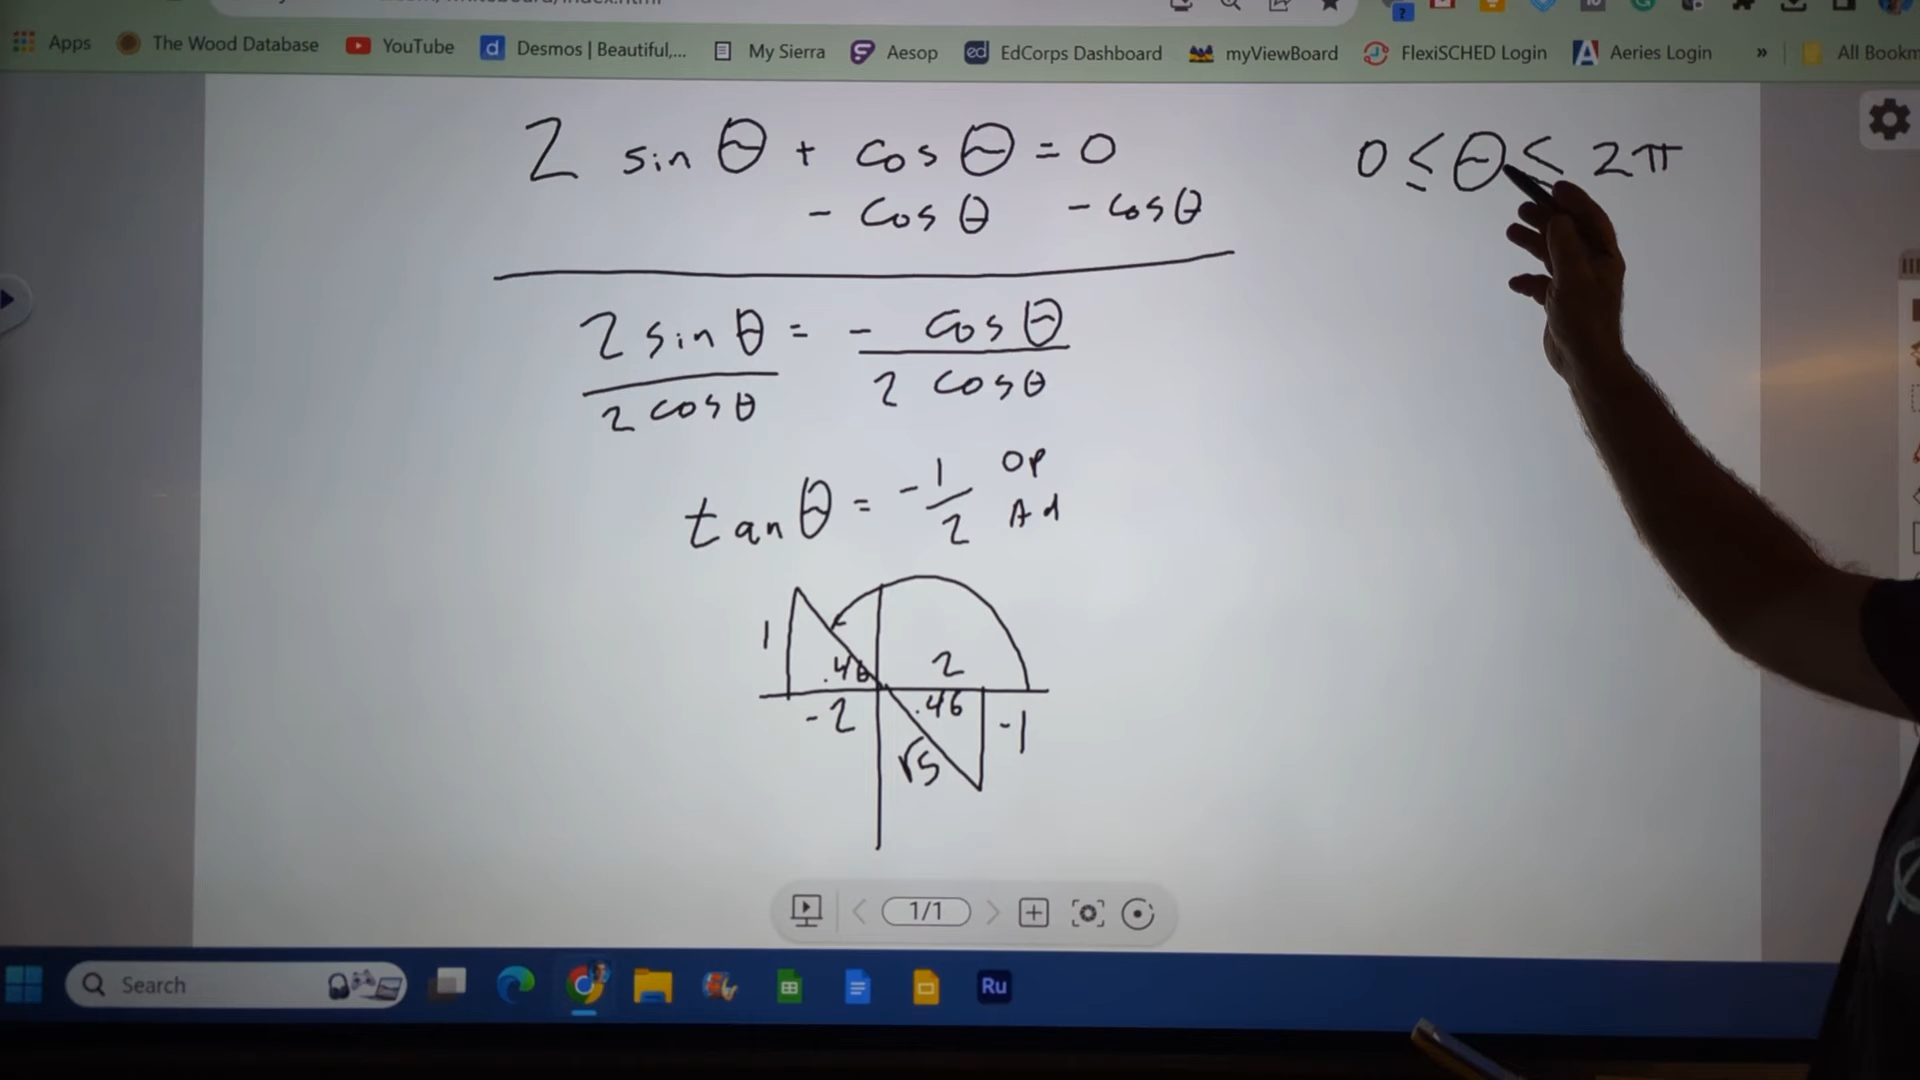 Apps The Wood Database YouTube Desmos | Beautiful,... My Sierra Aesop EdCorps Dashboard myViewBoard FlexiSCHED Login Aeries Login » All Bookm
2 sin θ + cos θ = 0
0 ≤ θ < 2π
- cos θ - cos θ
2 sin θ = - cos θ
2 cos θ 2 cos θ
tan θ = - 1/2 Op
Ad
1
.46 2
-2 .46 -1
√5
1/1
Search
Ru